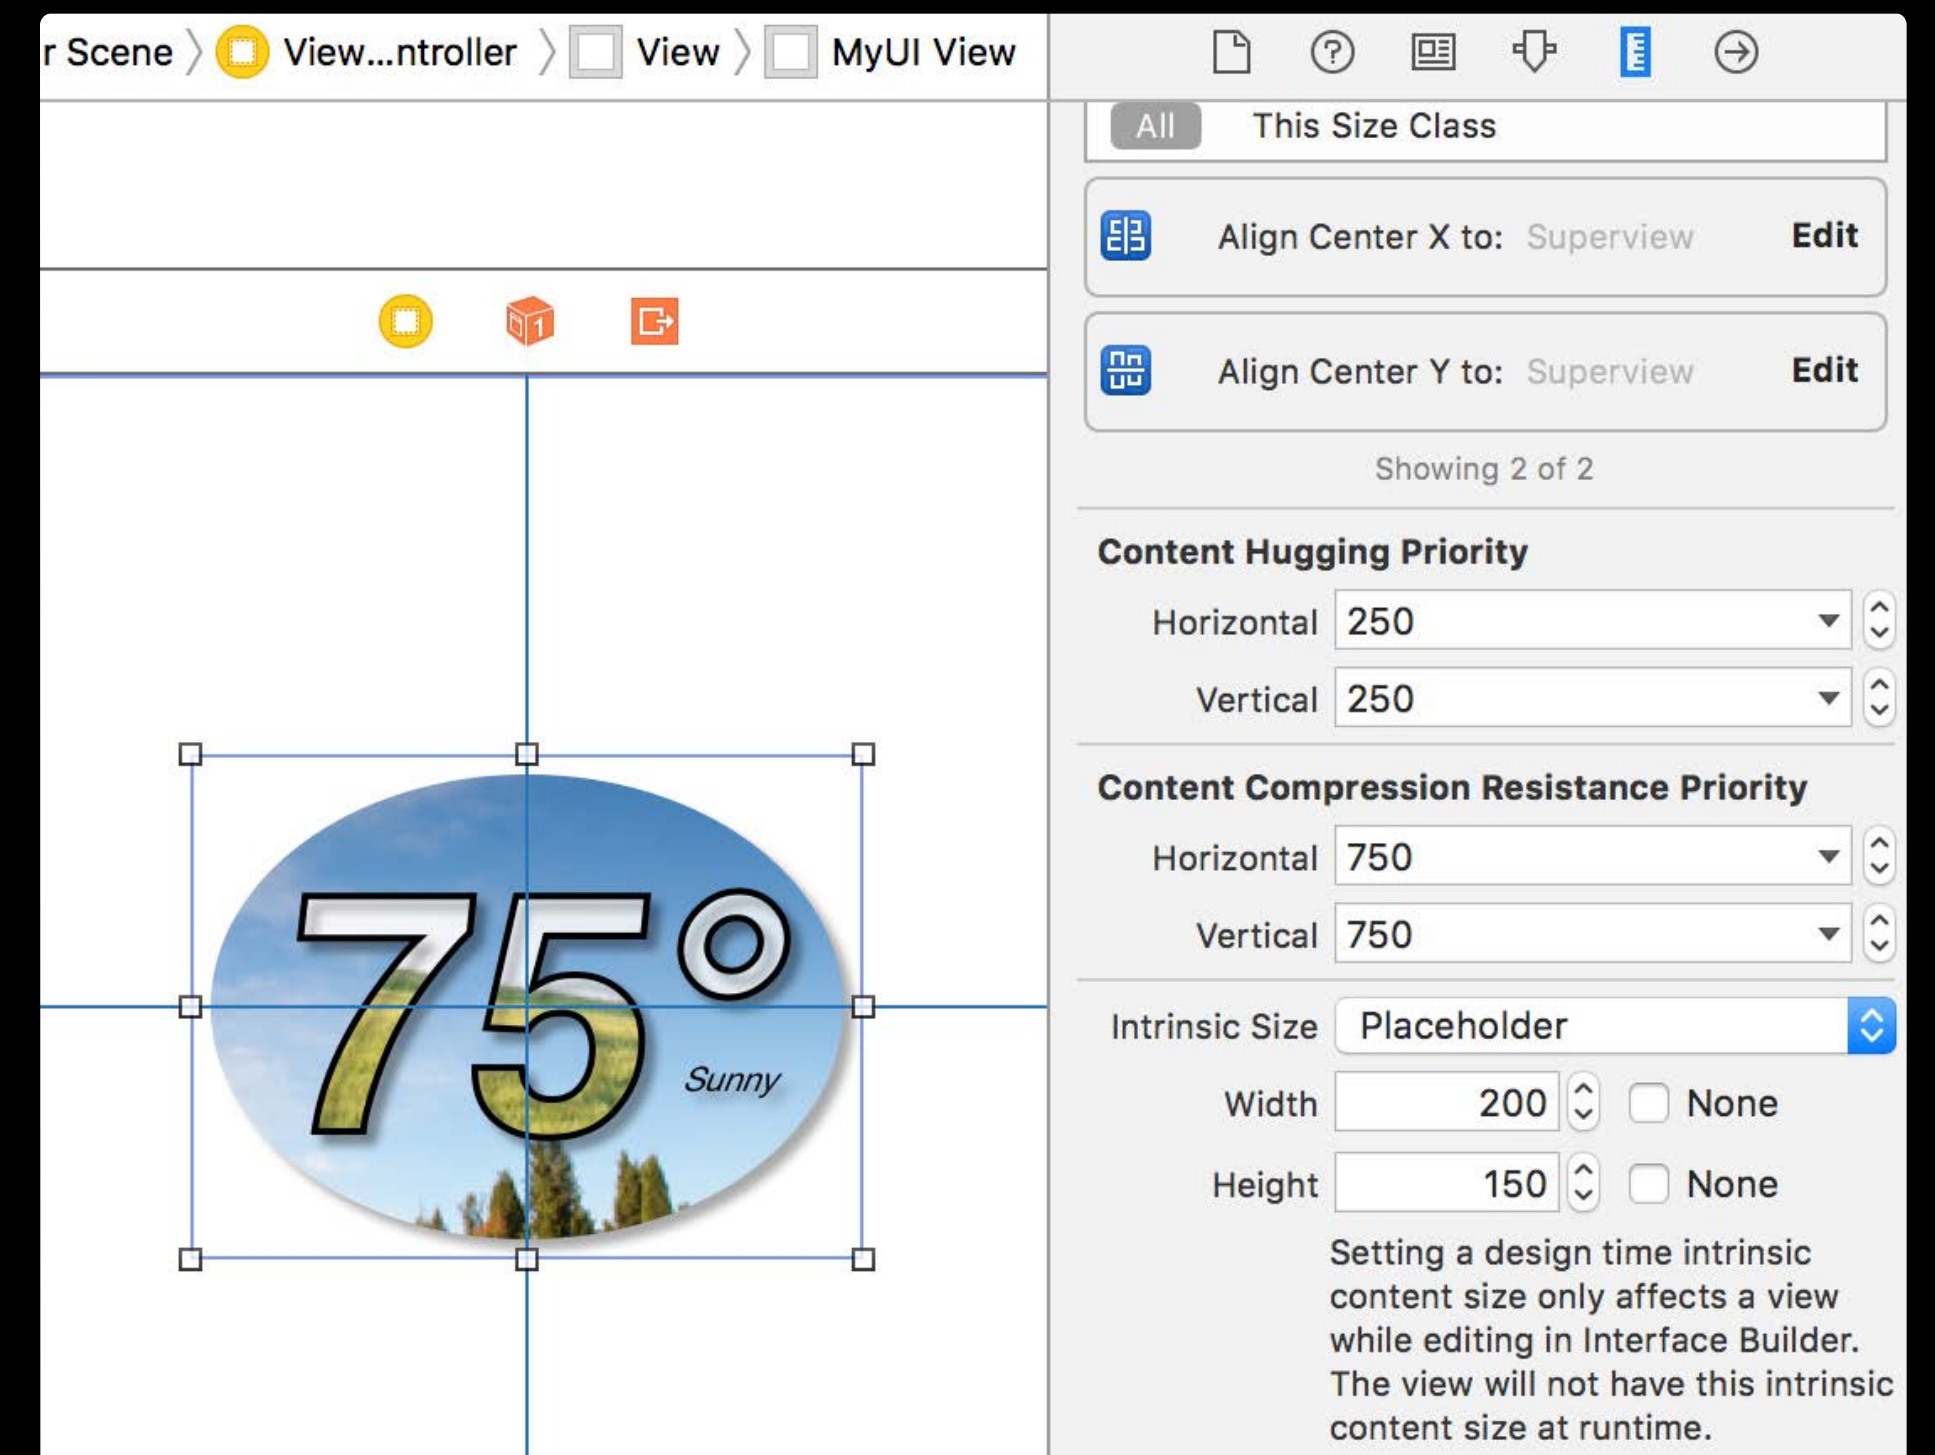 r Scene 〉 View...ntroller 〉 View 〉 MyUI View
All This Size Class
Align Center X to: Superview Edit
Align Center Y to: Superview Edit
Showing 2 of 2
Content Hugging Priority
Horizontal 250
Vertical 250
Content Compression Resistance Priority
Horizontal 750
Vertical 750
Intrinsic Size Placeholder
Width 200 None
Height 150 None
Setting a design time intrinsic
content size only affects a view
while editing in Interface Builder.
The view will not have this intrinsic
content size at runtime.
1
75°
Sunny